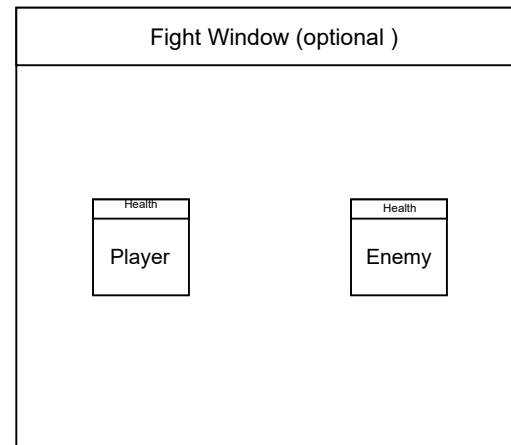 Fight Window (optional )
Health
Health
Player
Enemy